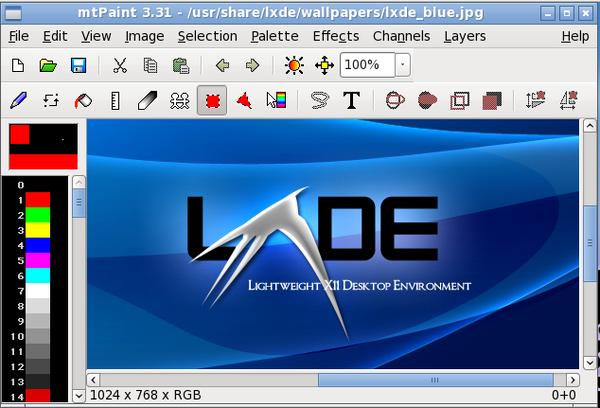 mtPaint 3.31 - /usr/share/lxde/wallpapers/lxde_blue.jpg
File Edit View Image Selection Palette Effects Channels Layers Help
100%
T
0
1
2
3
4
5
6
7
8
9
10
11
12
13
14
LXDE
Lightweight X11 Desktop Environment
1024 x 768 x RGB 0+0